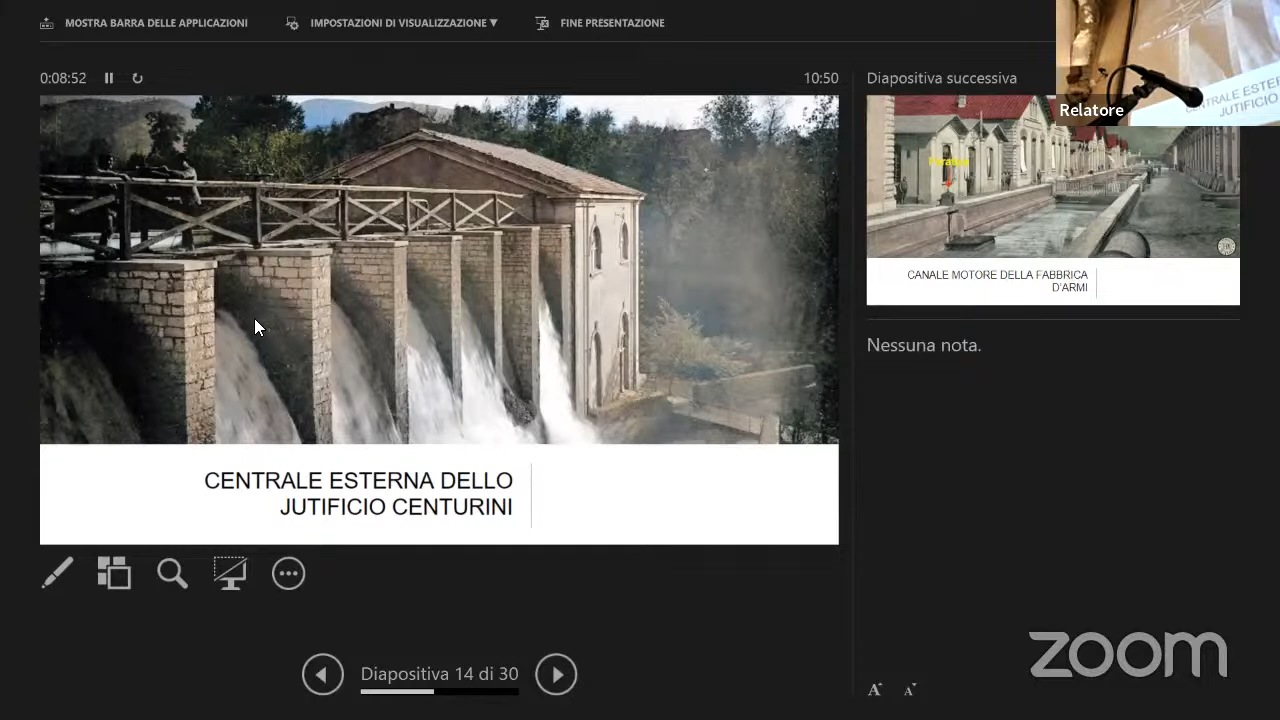 MOSTRA BARRA DELLE APPLICAZIONI
IMPOSTAZIONI DI VISUALIZZAZIONE ▼
FINE PRESENTAZIONE
0:08:52
10:50
Diapositiva successiva
Relatore
CENTRALE ESTERNA DELLO
JUTIFICIO CENTURINI
CANALE MOTORE DELLA FABBRICA
D'ARMI
Nessuna nota.
Diapositiva 14 di 30
A A
zoom